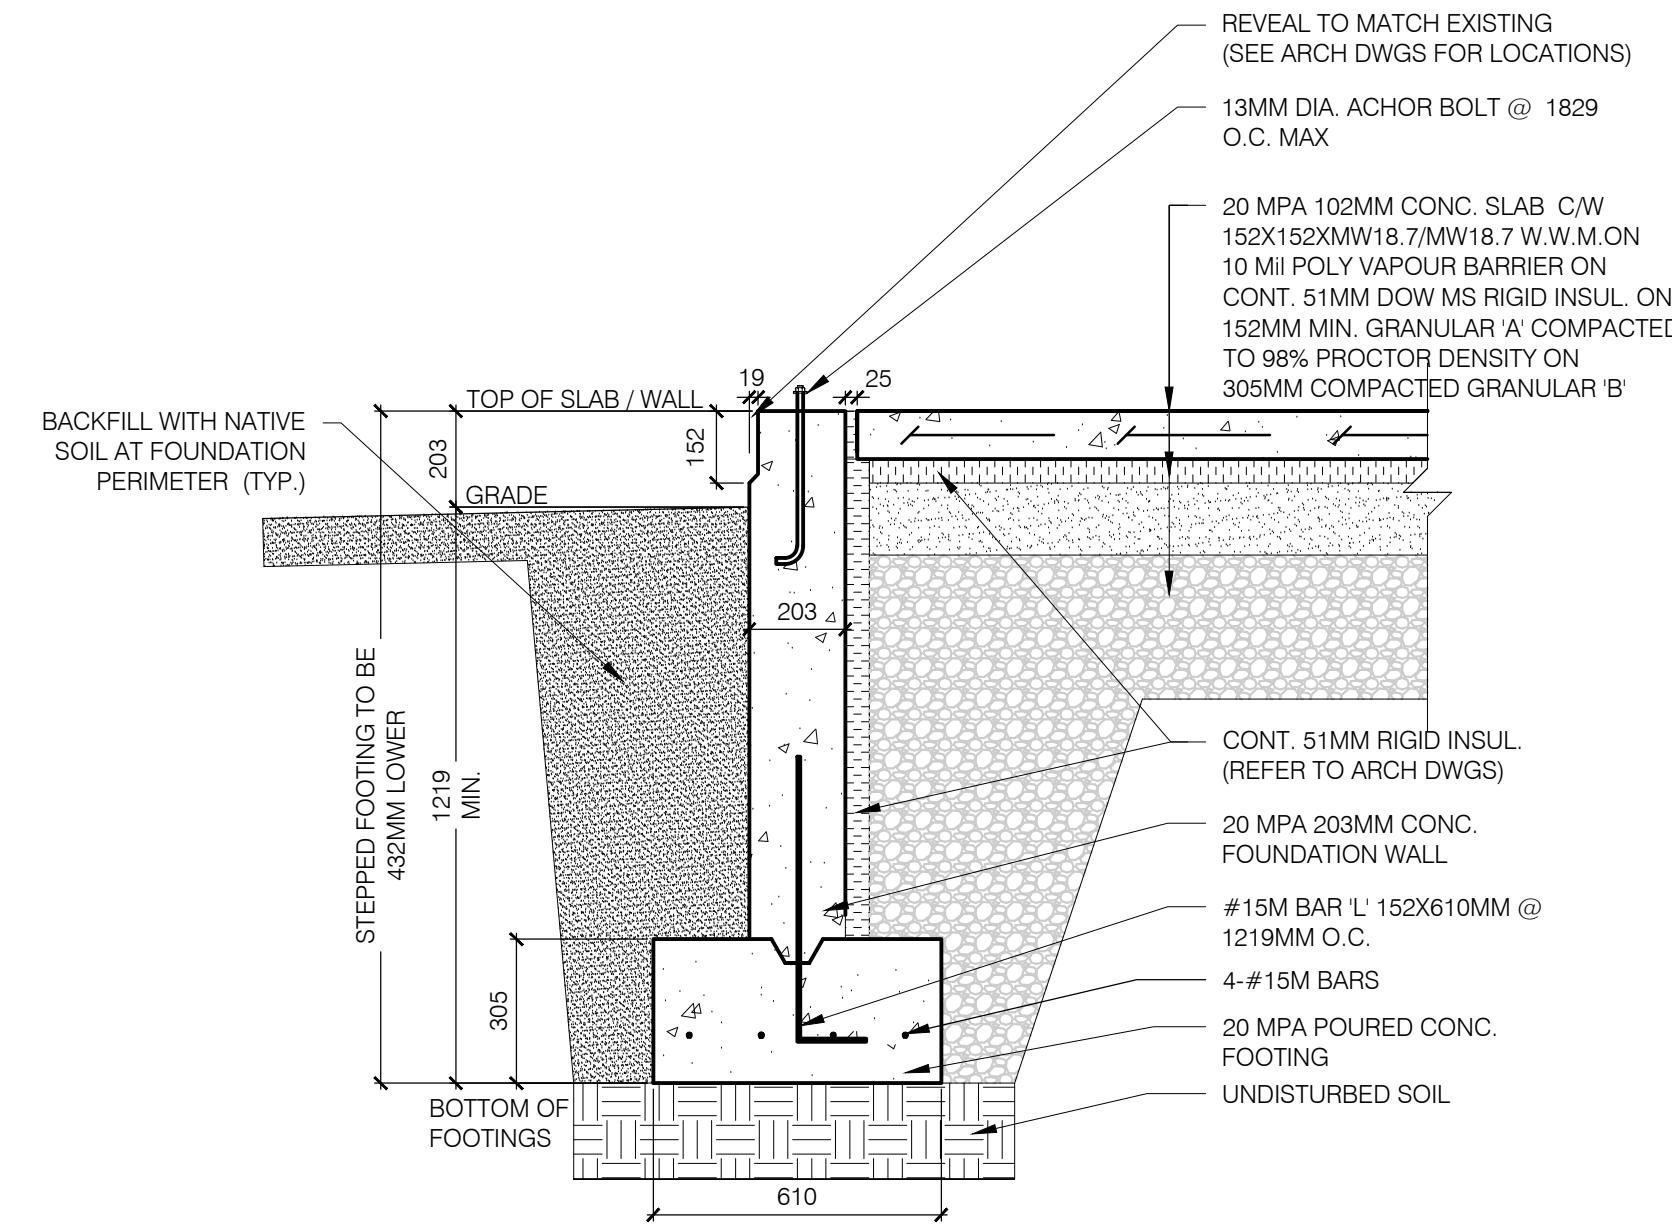 REVEAL TO MATCH EXISTING
(SEE ARCH DWGS FOR LOCATIONS)
13MM DIA. ACHOR BOLT @ 1829
O.C. MAX
20 MPA 102MM CONC. SLAB C/W
152X152XMW18.7/MW18.7 W.W.M.ON
10 Mil POLY VAPOUR BARRIER ON
CONT. 51MM DOW MS RIGID INSUL. ON
152MM MIN. GRANULAR 'A' COMPACTED
TO 98% PROCTOR DENSITY ON
305MM COMPACTED GRANULAR 'B'
19
25
TOP OF SLAB / WALL
BACKFILL WITH NATIVE
SOIL AT FOUNDATION
PERIMETER (TYP.)
203
152
GRADE
203
STEPPED FOOTING TO BE
432MM LOWER
1219
MIN.
CONT. 51MM RIGID INSUL.
(REFER TO ARCH DWGS)
20 MPA 203MM CONC.
FOUNDATION WALL
#15M BAR 'L' 152X610MM @
1219MM O.C.
305
4-#15M BARS
20 MPA POURED CONC.
FOOTING
UNDISTURBED SOIL
BOTTOM OF
FOOTINGS
610